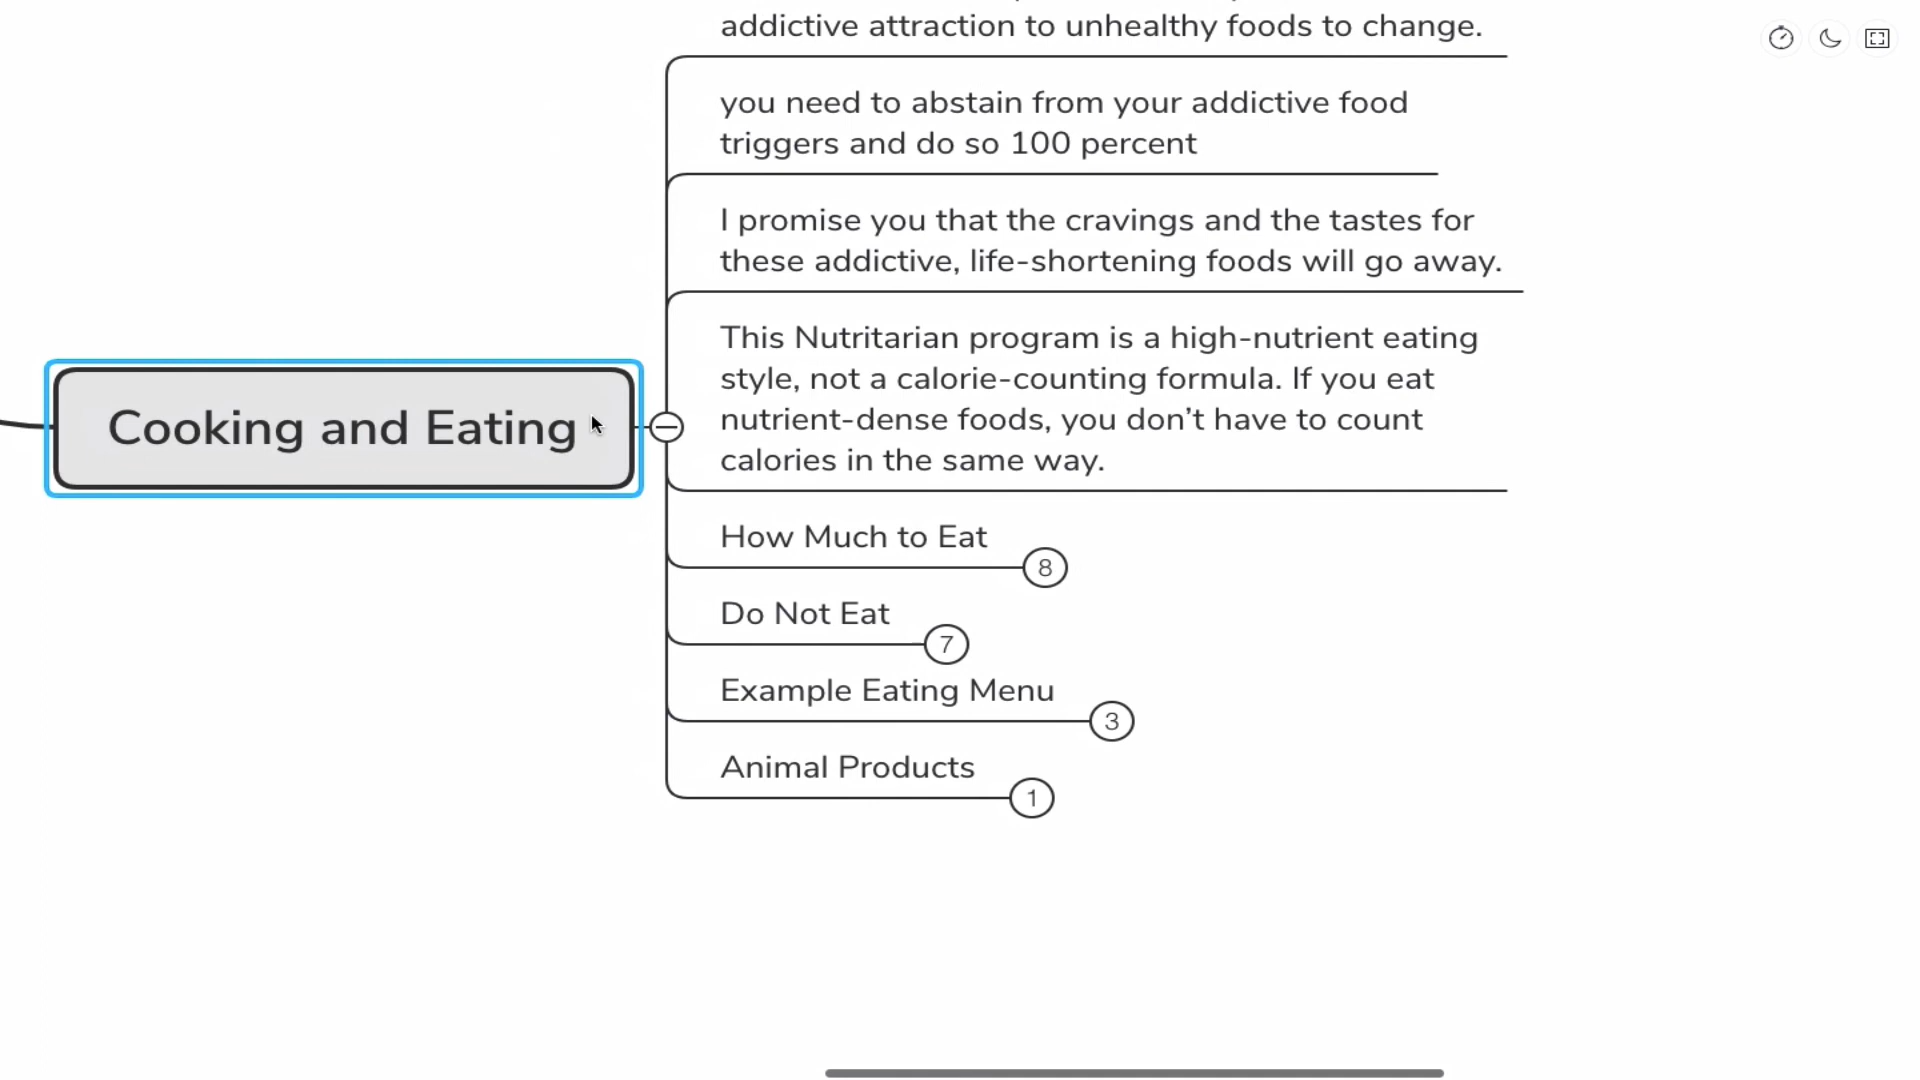 addictive attraction to unhealthy foods to change.
you need to abstain from your addictive food
triggers and do so 100 percent
I promise you that the cravings and the tastes for
these addictive, life-shortening foods will go away.
This Nutritarian program is a high-nutrient eating
style, not a calorie-counting formula. If you eat
nutrient-dense foods, you don’t have to count
calories in the same way.
Cooking and Eating
How Much to Eat
8
Do Not Eat
7
Example Eating Menu
3
Animal Products
1